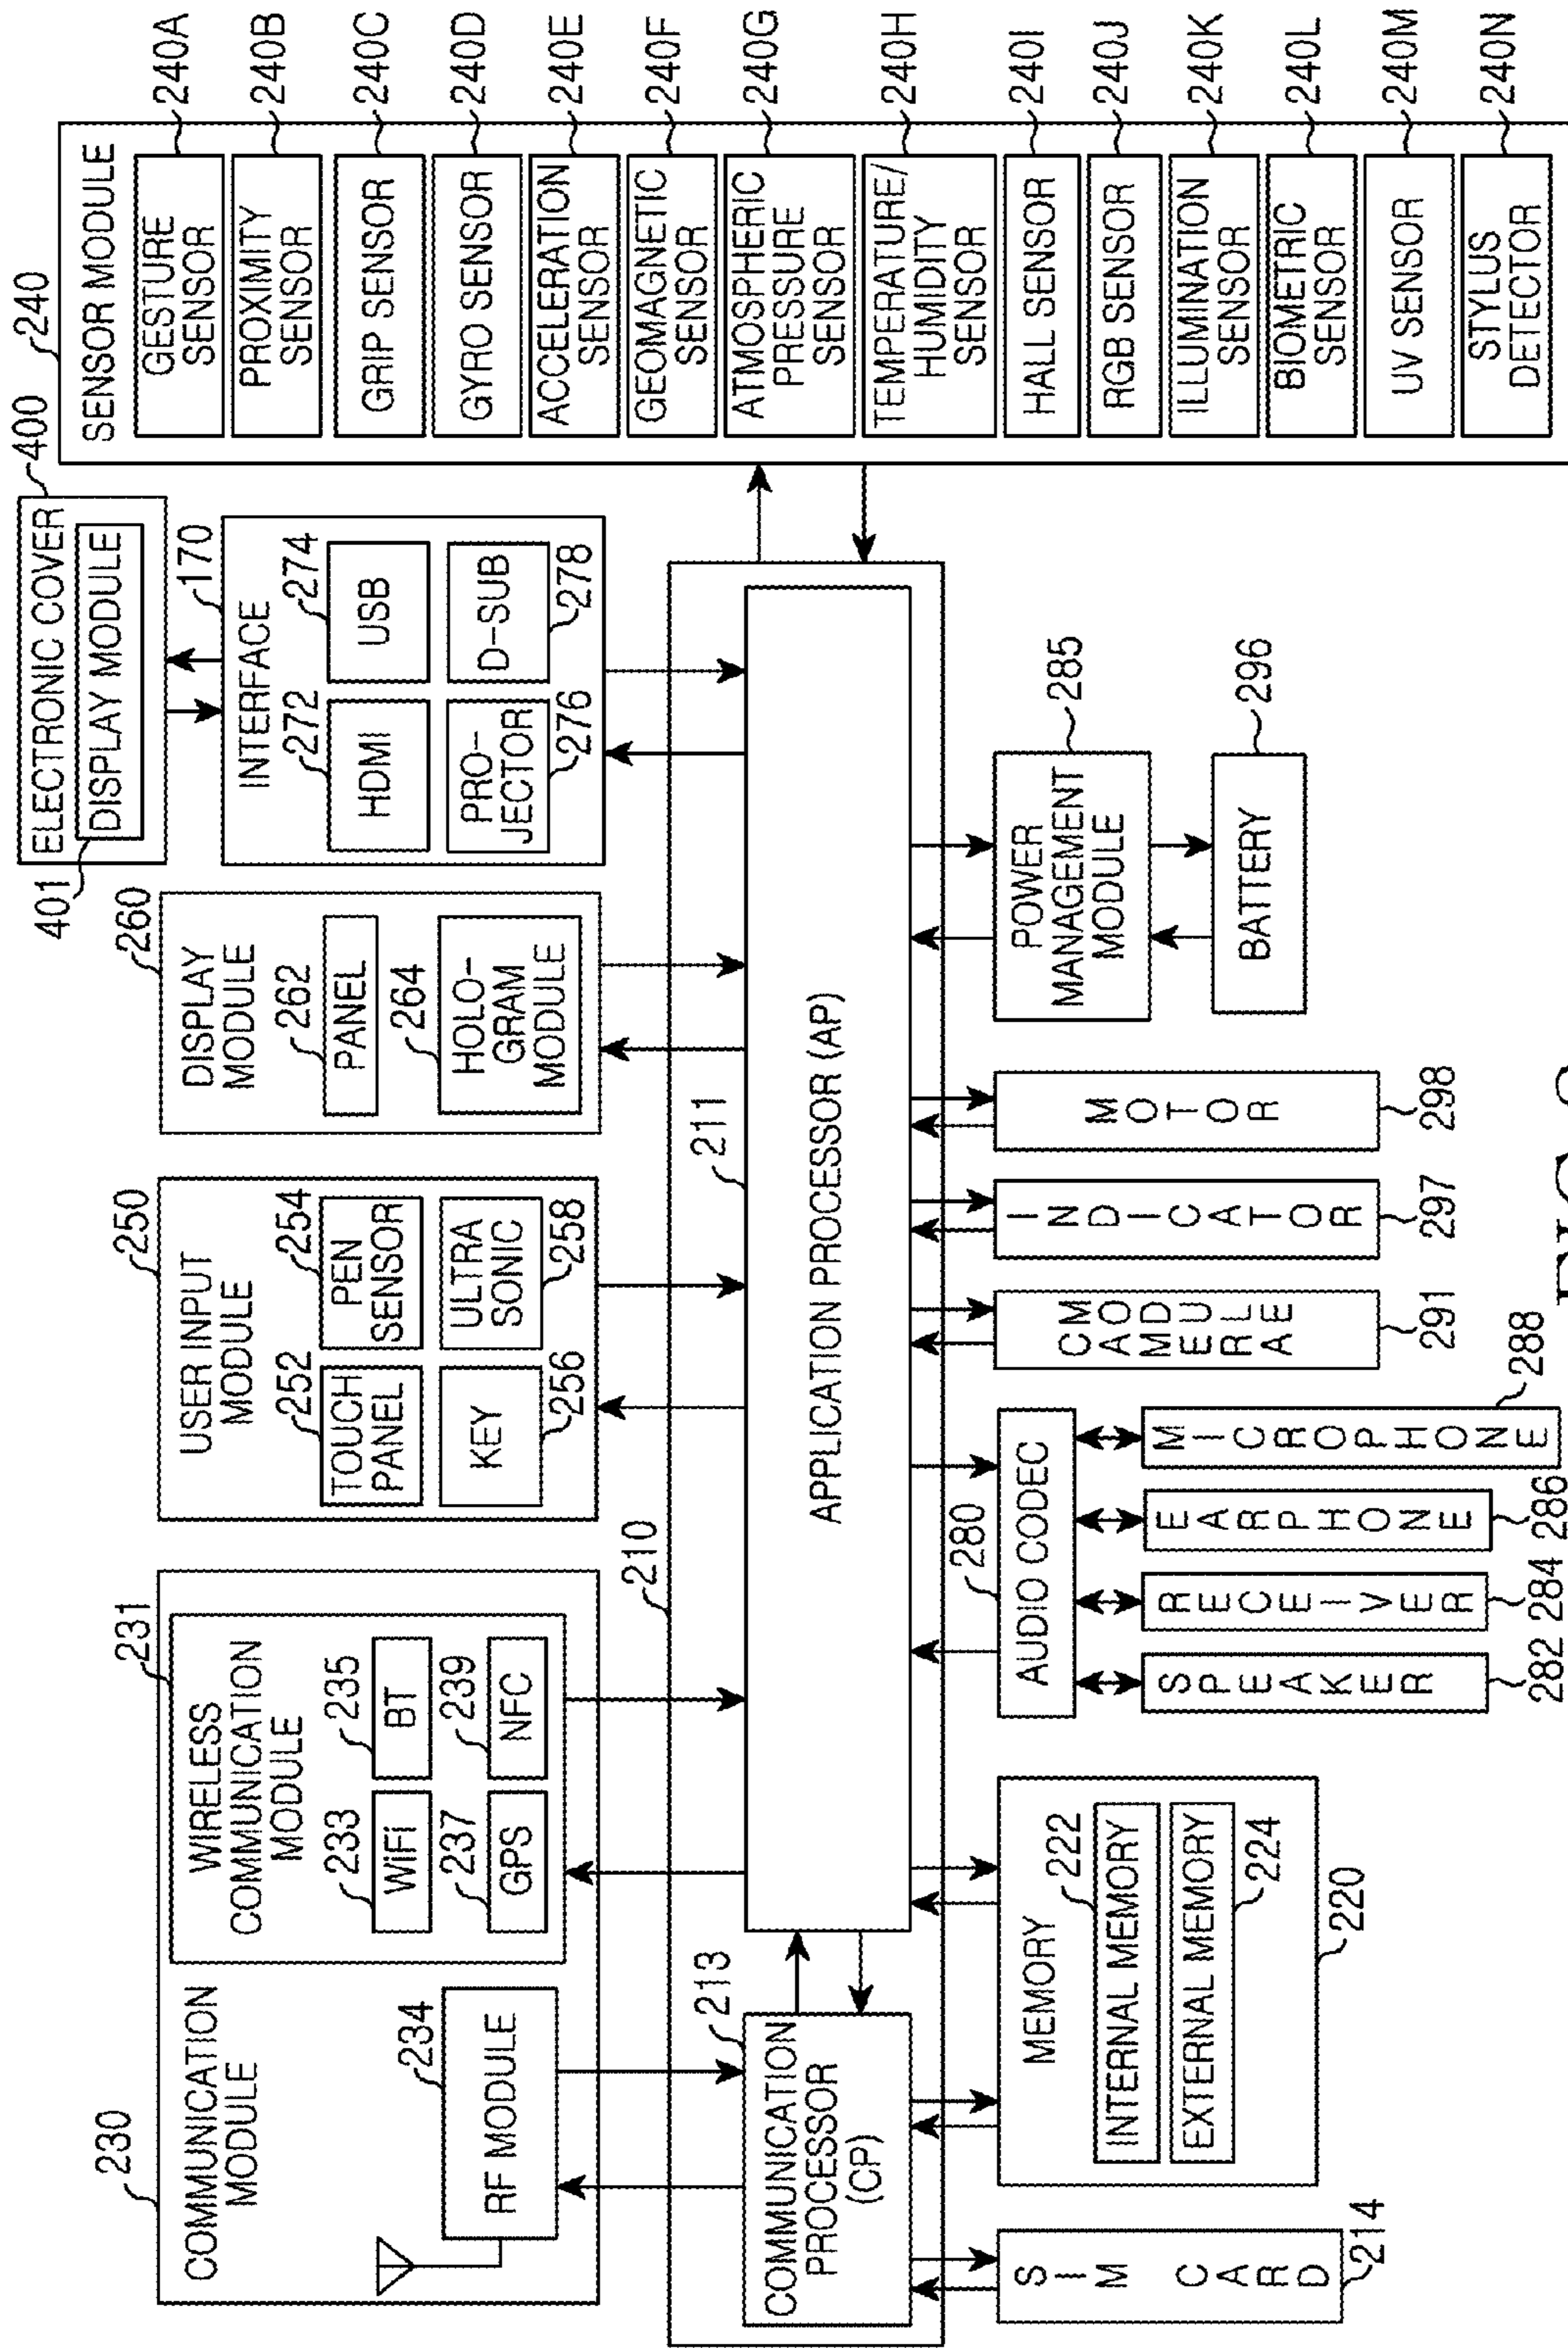 230
COMMUNICATION
MODULE
234
RF MODULE
231
WIRELESS
COMMUNICATION
MODULE
233
WiFi
235
BT
237
GPS
239
NFC
250
USER INPUT
MODULE
252
TOUCH
PANEL
254
PEN
SENSOR
KEY
256
ULTRA
SONIC
258
260
DISPLAY
MODULE
262
PANEL
264
HOLO-
GRAM
MODULE
400
ELECTRONIC COVER
401
DISPLAY MODULE
170
INTERFACE
272
HDMI
274
USB
PRO-
JECTOR
276
D-SUB
278
240
SENSOR MODULE
GESTURE
SENSOR
240A
PROXIMITY
SENSOR
240B
GRIP SENSOR
240C
GYRO SENSOR
240D
ACCELERATION
SENSOR
240E
GEOMAGNETIC
SENSOR
240F
ATMOSPHERIC
PRESSURE
SENSOR
240G
TEMPERATURE/
HUMIDITY
SENSOR
240H
HALL SENSOR
240I
RGB SENSOR
240J
ILLUMINATION
SENSOR
240K
BIOMETRIC
SENSOR
240L
UV SENSOR
240M
STYLUS
DETECTOR
240N
210
213
COMMUNICATION
PROCESSOR
(CP)
211
APPLICATION PROCESSOR (AP)
SIM CARD
214
MEMORY
222
INTERNAL MEMORY
EXTERNAL MEMORY
224
220
280
AUDIO CODEC
SPEAKER
282
RECEIVER
284
EARPHONE
286
MICROPHONE
288
CAMERA
MODULE
291
INDICATOR
297
MOTOR
298
POWER
MANAGEMENT
MODULE
285
BATTERY
296